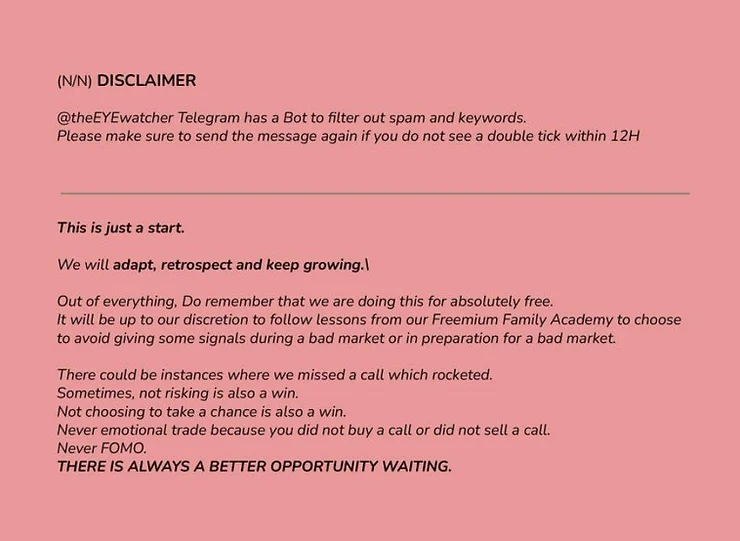 (N/N) DISCLAIMER
@theEYEwatcher Telegram has a Bot to filter out spam and keywords.
Please make sure to send the message again if you do not see a double tick within 12H
This is just a start.
We will adapt, retrospect and keep growing.\
Out of everything, Do remember that we are doing this for absolutely free.
It will be up to our discretion to follow lessons from our Freemium Family Academy to choose
to avoid giving some signals during a bad market or in preparation for a bad market.
There could be instances where we missed a call which rocketed.
Sometimes, not risking is also a win.
Not choosing to take a chance is also a win.
Never emotional trade because you did not buy a call or did not sell a call.
Never FOMO.
THERE IS ALWAYS A BETTER OPPORTUNITY WAITING.